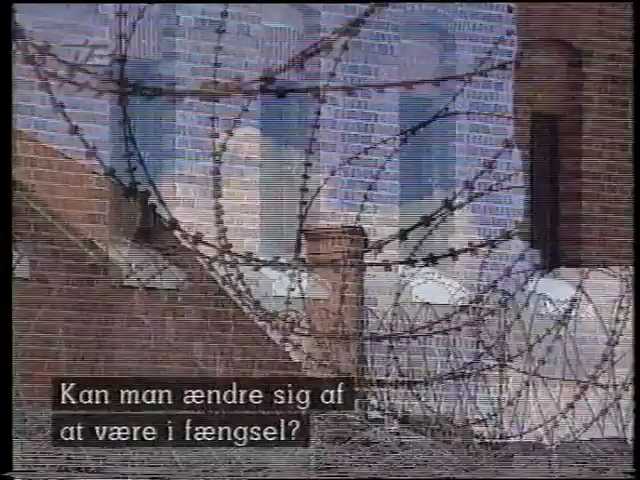 Kan man ændre sig af
at være i fængsel?